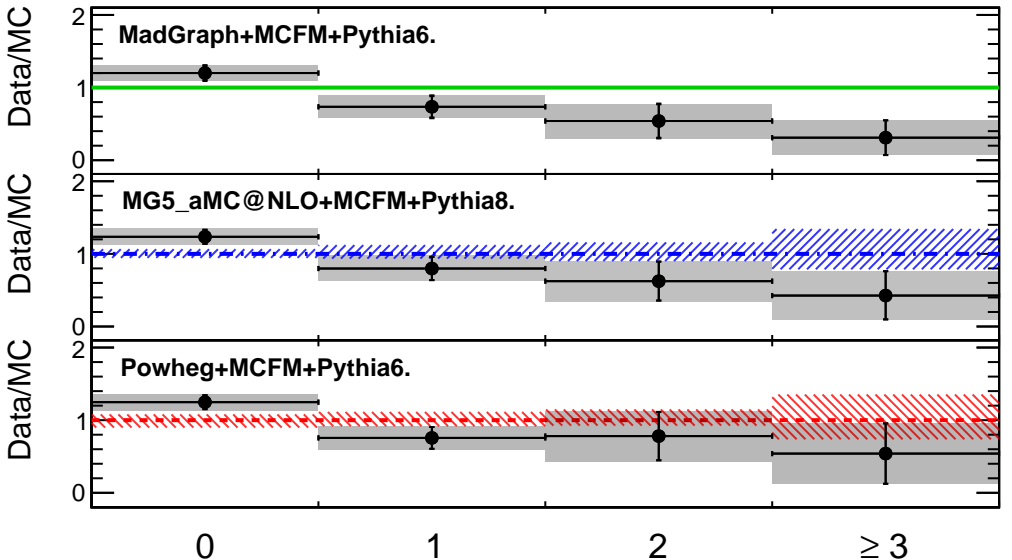 Data/MC
2
1
0
MadGraph+MCFM+Pythia6.
Data/MC
2
1
0
MG5_aMC@NLO+MCFM+Pythia8.
Data/MC
2
1
0
Powheg+MCFM+Pythia6.
0 1 2 ≥ 3